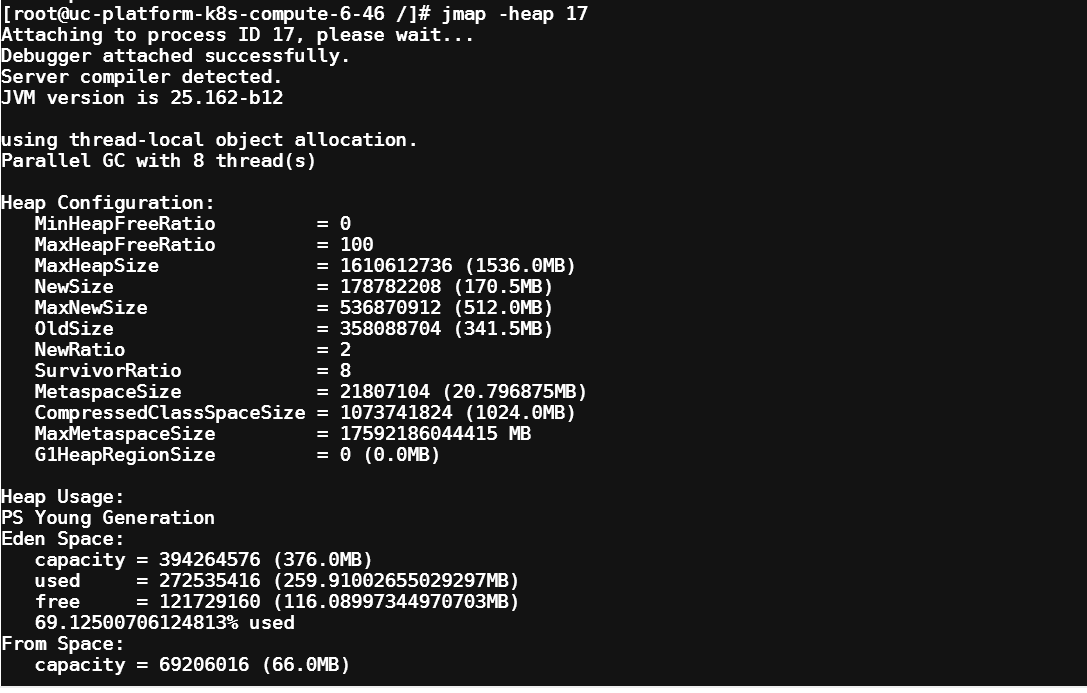 [root@uc-platform-k8s-compute-6-46 /]# jmap -heap 17
Attaching to process ID 17, please wait...
Debugger attached successfully.
Server compiler detected.
JVM version is 25.162-b12

using thread-local object allocation.
Parallel GC with 8 thread(s)

Heap Configuration:
   MinHeapFreeRatio         = 0
   MaxHeapFreeRatio         = 100
   MaxHeapSize              = 1610612736 (1536.0MB)
   NewSize                  = 178782208 (170.5MB)
   MaxNewSize               = 536870912 (512.0MB)
   OldSize                  = 358088704 (341.5MB)
   NewRatio                 = 2
   SurvivorRatio            = 8
   MetaspaceSize            = 21807104 (20.796875MB)
   CompressedClassSpaceSize = 1073741824 (1024.0MB)
   MaxMetaspaceSize         = 17592186044415 MB
   G1HeapRegionSize         = 0 (0.0MB)

Heap Usage:
PS Young Generation
Eden Space:
   capacity = 394264576 (376.0MB)
   used     = 272535416 (259.91002655029297MB)
   free     = 121729160 (116.08997344970703MB)
   69.12500706124813% used
From Space:
   capacity = 69206016 (66.0MB)